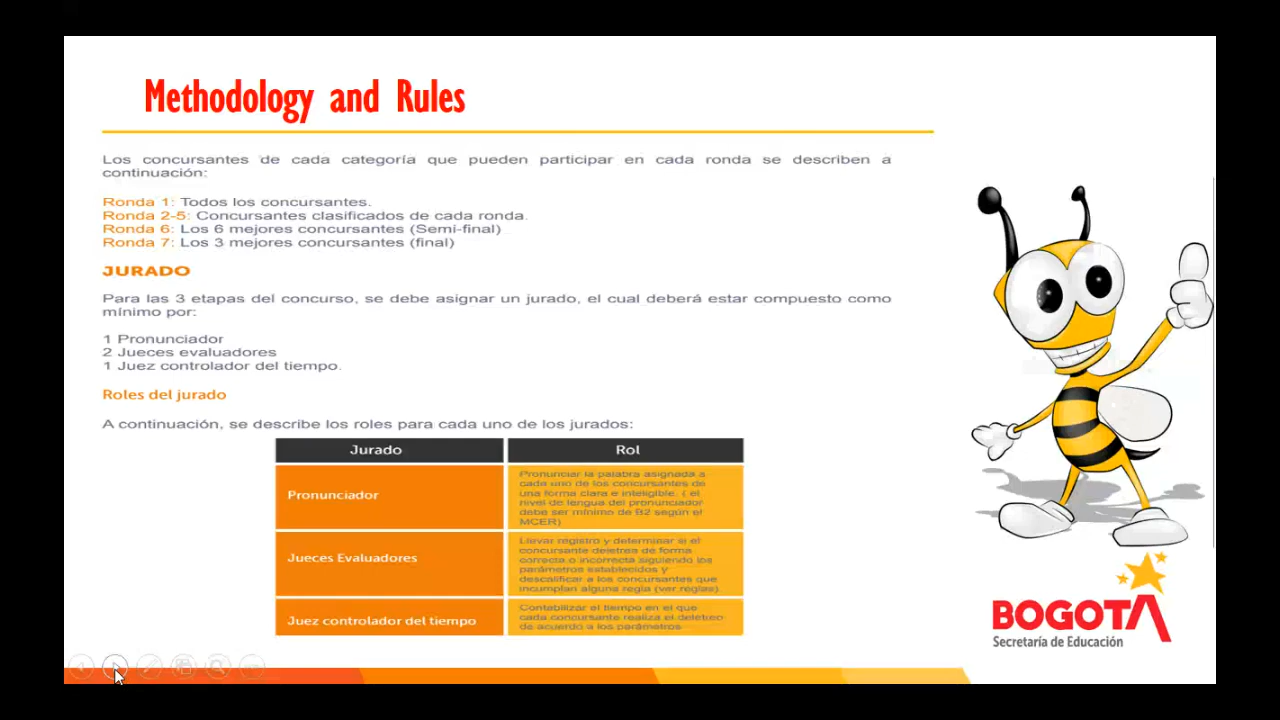 Methodology and Rules
Los concursantes de cada categoría que pueden participar en cada ronda se describen a
continuación:
Ronda 1: Todos los concursantes.
Ronda 2-5: Concursantes clasificados de cada ronda.
Ronda 6: Los 6 mejores concursantes (Semi-final)
Ronda 7: Los 3 mejores concursantes (final)
JURADO
Para las 3 etapas del concurso, se debe asignar un jurado, el cual deberá estar compuesto como
mínimo por:
1 Pronunciador
2 Jueces evaluadores
1 Juez controlador del tiempo.
Roles del jurado
A continuación, se describe los roles para cada uno de los jurados:
Jurado
Rol
Pronunciador
Pronunciar la palabra asignada a
cada uno de los concursantes de
una forma clara e inteligible. ( el
nivel de lengua del pronunciador
debe ser mínimo de B2 según el
MCER)
Jueces Evaluadores
Llevar registro y determinar si el
concursante deletrea de forma
correcta o incorrecta siguiendo los
parámetros establecidos y
descalificar a los concursantes que
incumplan alguna regla (ver reglas)
Juez controlador del tiempo
Contabilizar el tiempo en el que
cada concursante realiza el deletreo
de acuerdo a los parámetros
BOGOTA
Secretaría de Educación